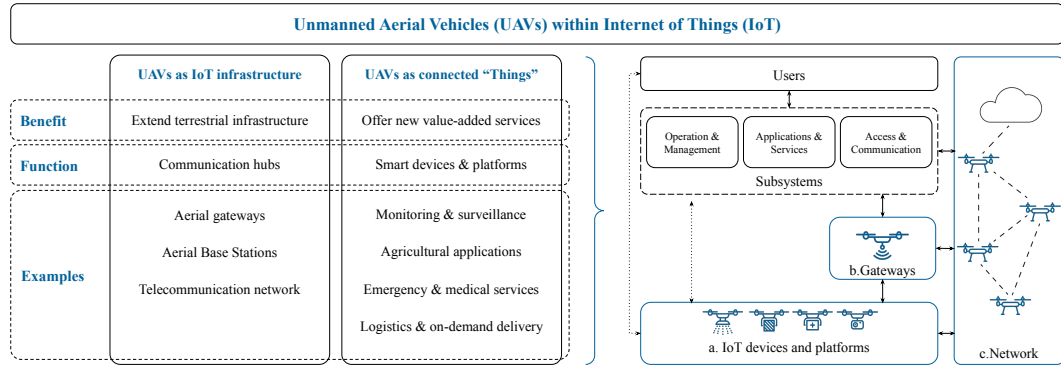 Unmanned Aerial Vehicles (UAVs) within Internet of Things (IoT)
UAVs as IoT infrastructure
UAVs as connected “Things”
Benefit
Extend terrestrial infrastructure
Offer new value-added services
Function
Communication hubs
Smart devices & platforms
Examples
Aerial gateways
Aerial Base Stations
Telecommunication network
Monitoring & surveillance
Agricultural applications
Emergency & medical services
Logistics & on-demand delivery
Users
Operation &
Management
Applications &
Services
Access &
Communication
Subsystems
b.Gateways
a. IoT devices and platforms
c.Network